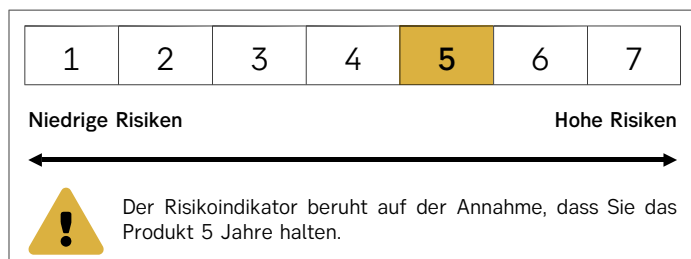 1 2 3 4 5 6 7
Niedrige Risiken Hohe Risiken
Der Risikoindikator beruht auf der Annahme, dass Sie das
Produkt 5 Jahre halten.